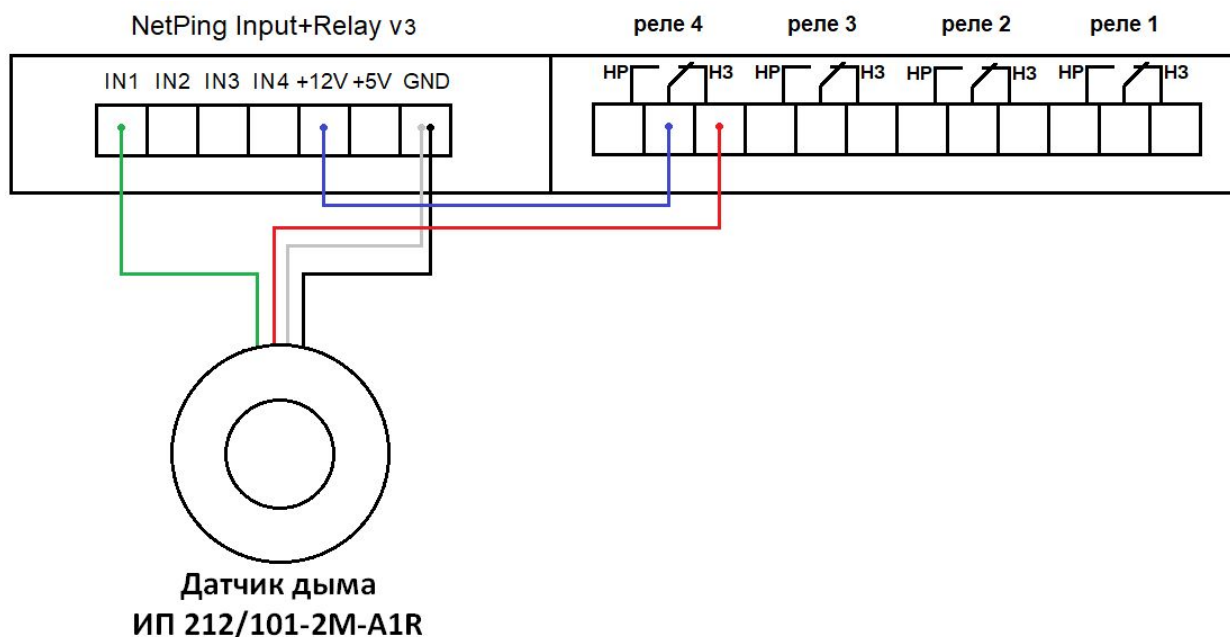 NetPing Input+Relay v3
реле 4 реле 3 реле 2 реле 1
IN1 IN2 IN3 IN4 +12V +5V GND
НР НЗ НР НЗ НР НЗ НР НЗ
Датчик дыма
ИП 212/101-2М-A1R